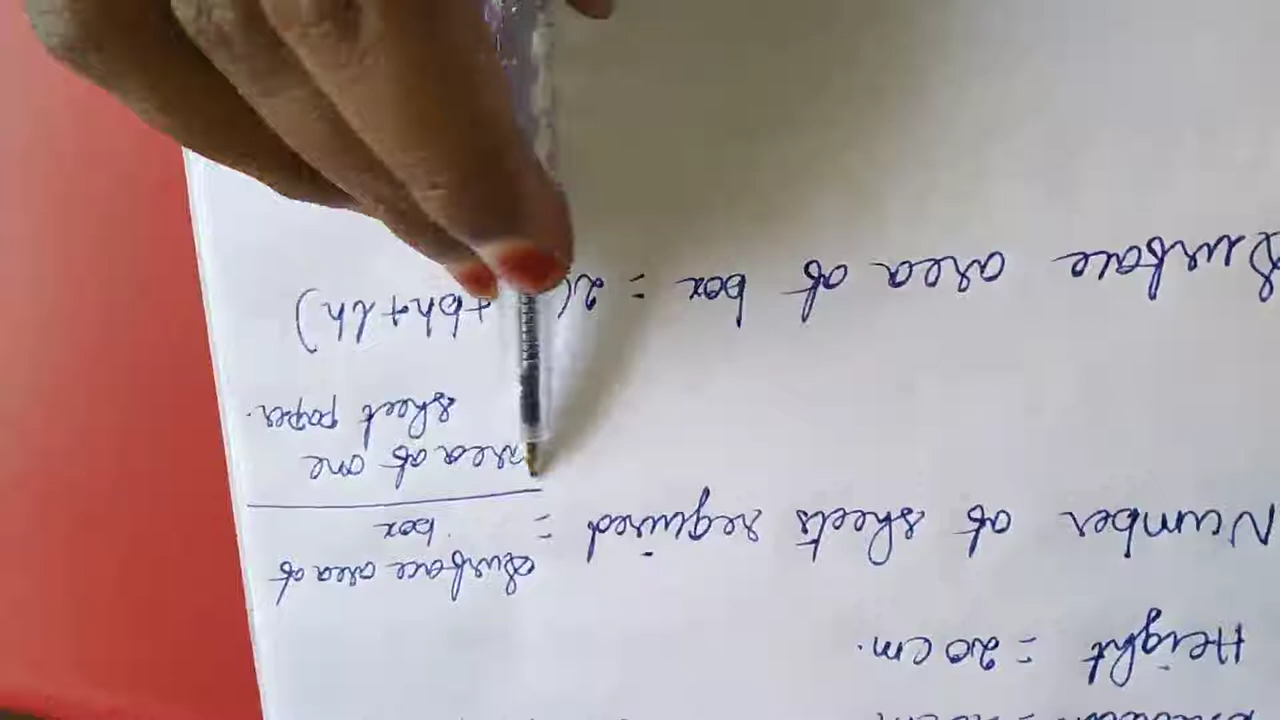 Height = 20 cm.
Number of sheets required = Surface area of box
area of one
sheet paper.
Surface area of box = 2( +bh+lh)